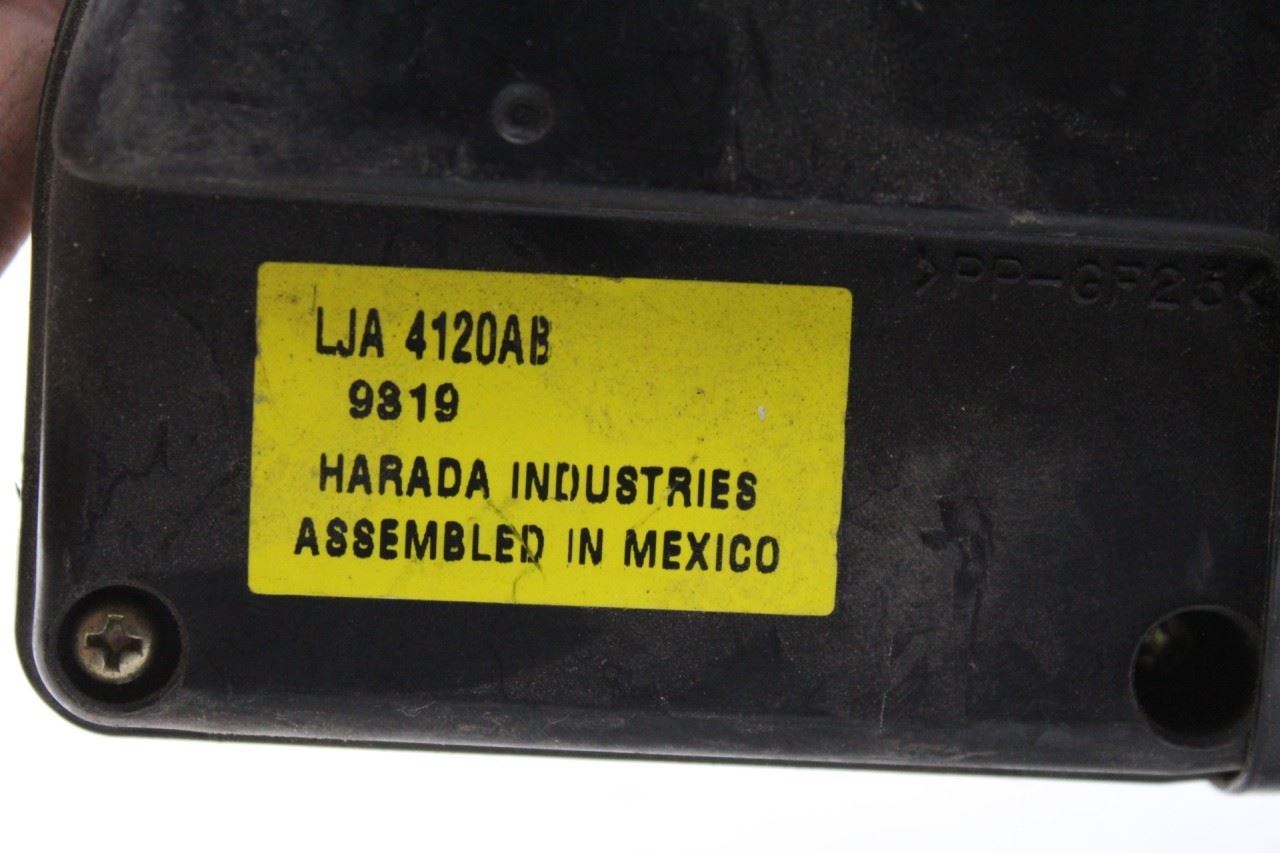 >PP-GF25<
LJA 4120AB
9819
HARADA INDUSTRIES
ASSEMBLED IN MEXICO